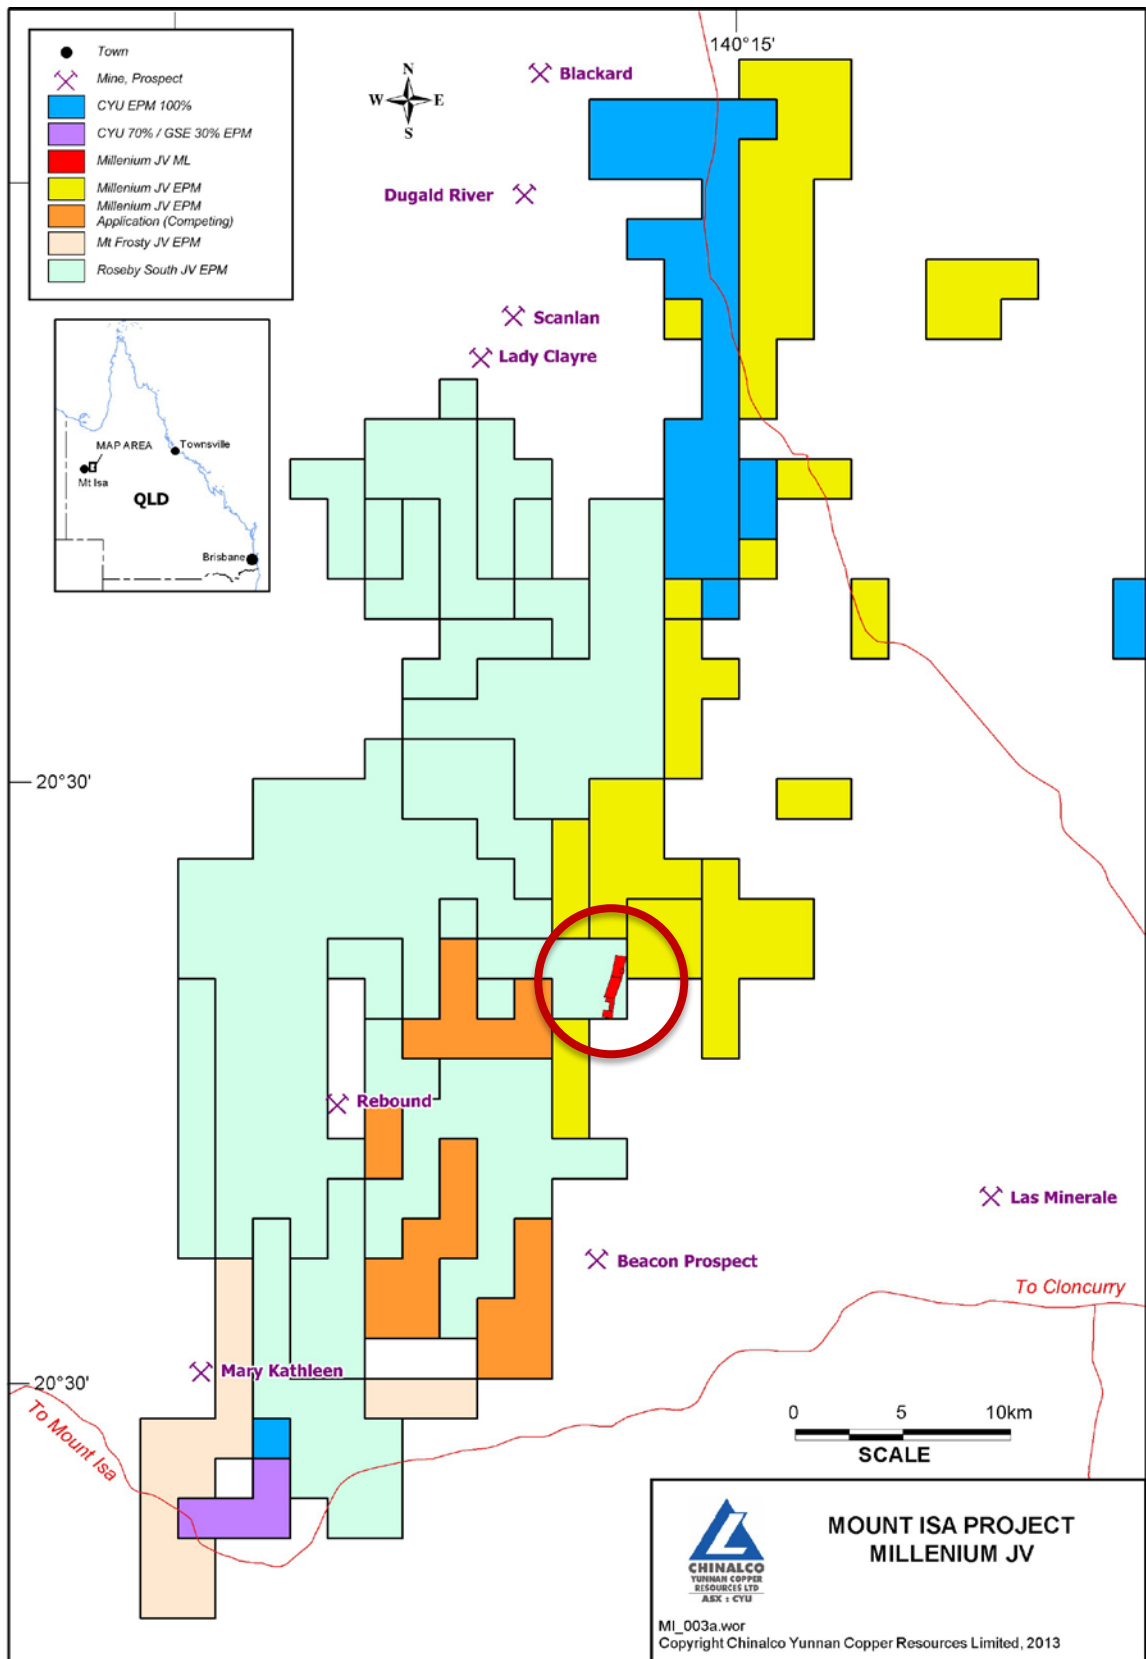 140°15'
Town
Mine, Prospect
CYU EPM 100%
CYU 70% / GSE 30% EPM
Millenium JV ML
Millenium JV EPM
Millenium JV EPM
Application (Competing)
Mt Frosty JV EPM
Roseby South JV EPM
N
W E
S
Blackard
Dugald River
Scanlan
Lady Clayre
MAP AREA
Townsville
Mt Isa
QLD
Brisbane
20°30'
Rebound
Las Minerale
Beacon Prospect
To Cloncurry
Mary Kathleen
20°30'
To Mount Isa
0 5 10km
SCALE
CHINALCO
YUNNAN COPPER
RESOURCES LTD
ASX : CYU
MOUNT ISA PROJECT
MILLENIUM JV
MI_003a.wor
Copyright Chinalco Yunnan Copper Resources Limited, 2013